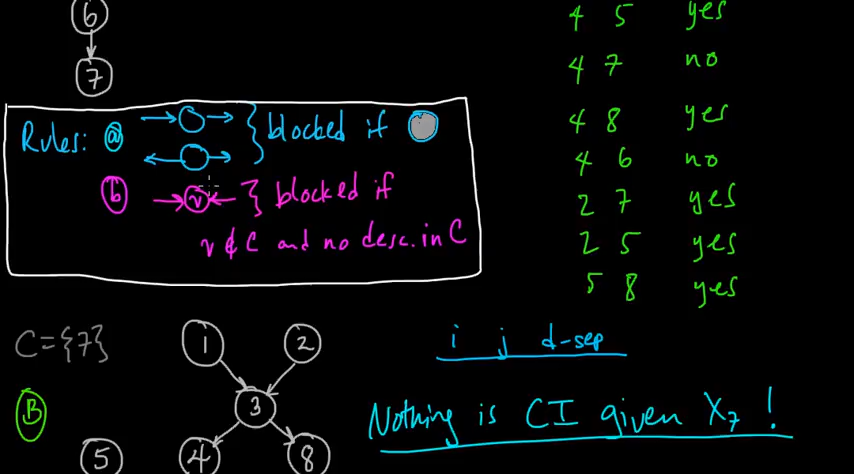 6
7
4 5 yes
4 7 no
4 8 yes
4 6 no
2 7 yes
2 5 yes
5 8 yes
Rules: ⓐ } blocked if
ⓑ v } blocked if
v ∉ C and no desc. in C
C = {7}
Ⓑ
1 2
3
5 4 8
i j d-sep
Nothing is CI given X₇ !